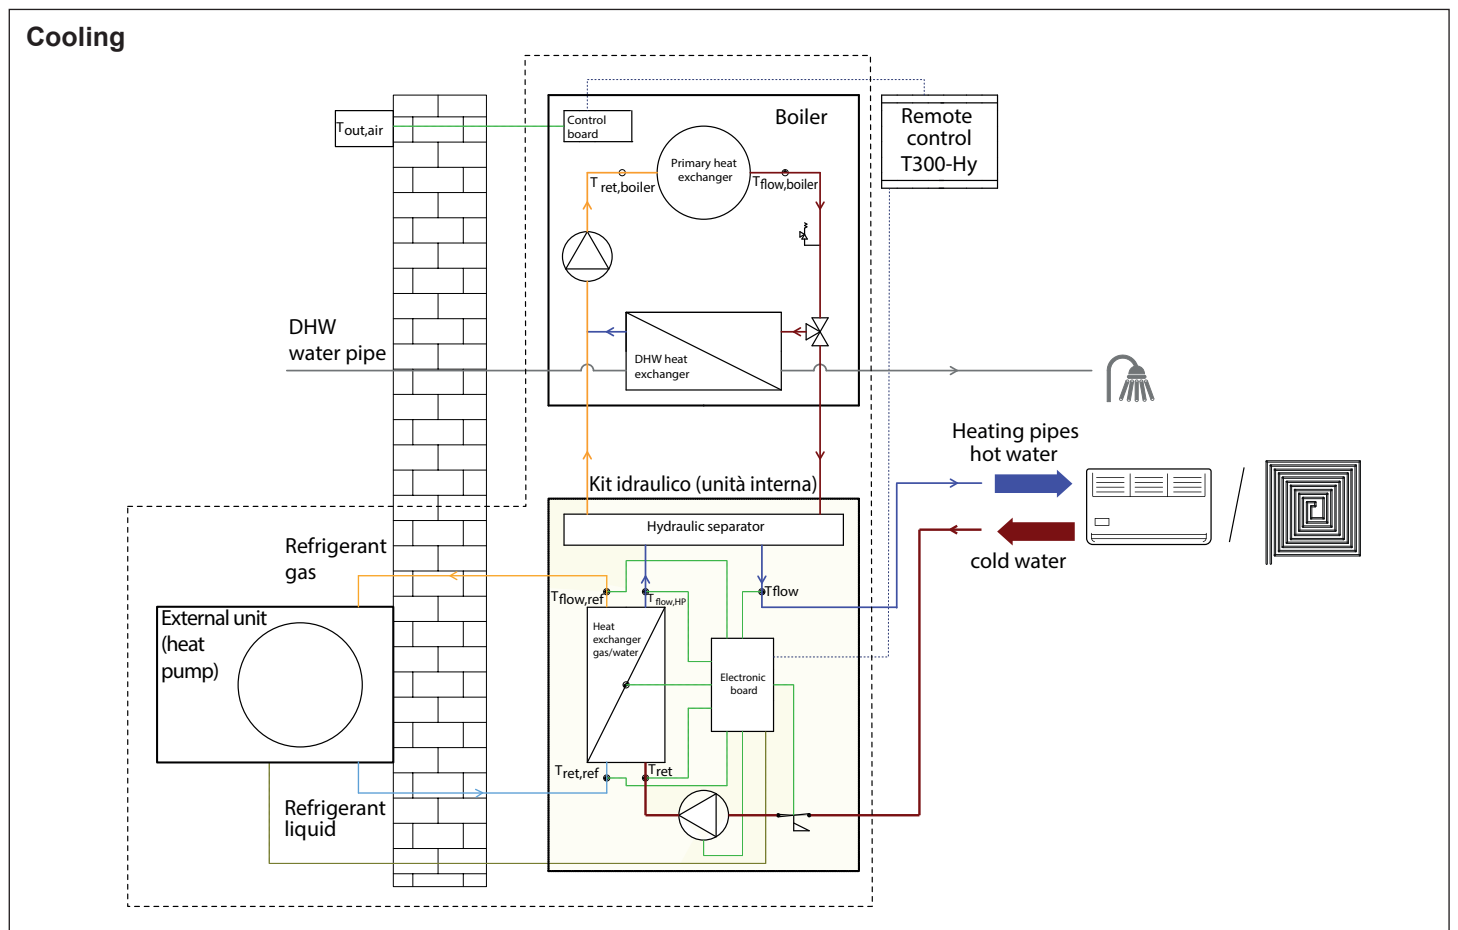 Cooling
Tout,air
Control
board
Boiler
Remote
control
T300-Hy
Primary heat
exchanger
T ret,boiler
Tflow,boiler
DHW
water pipe
DHW heat
exchanger
Heating pipes
hot water
cold water
Kit idraulico (unità interna)
Hydraulic separator
Refrigerant
gas
Tflow,ref
Tflow,HP
Tflow
External unit
(heat
pump)
Heat
exchanger
gas/water
Electronic
board
Tret,ref
Tret
Refrigerant
liquid